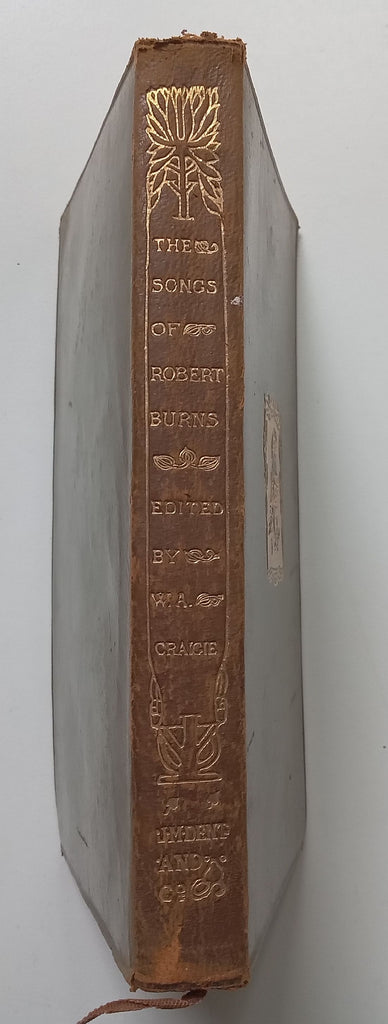 THE
SONGS
OF
ROBERT
BURNS
EDITED
BY
W.A.
CRAIGIE
J.M.DENT
AND
Co